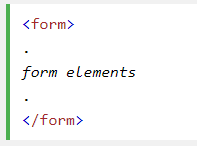 <form>
.
form elements
.
</form>